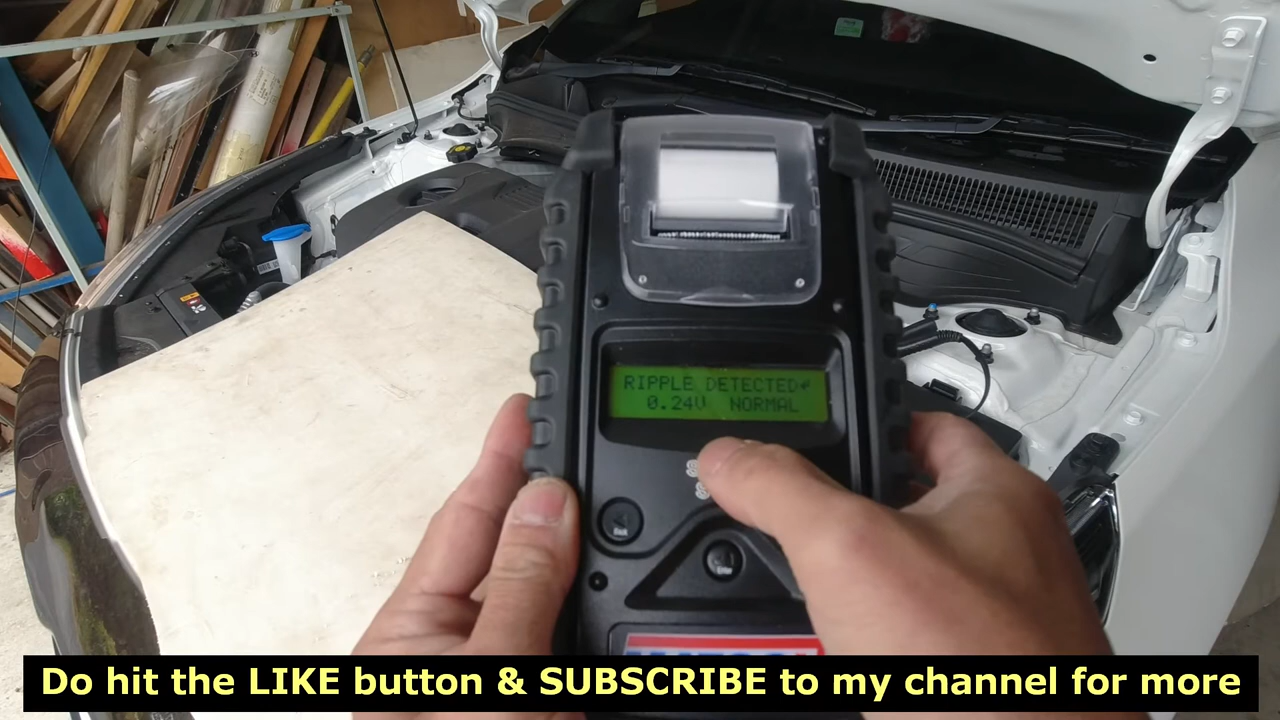 RIPPLE DETECTED
0.24V NORMAL
Do hit the LIKE button & SUBSCRIBE to my channel for more